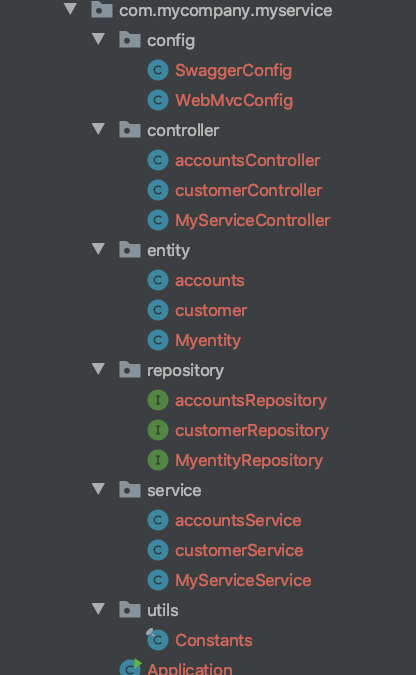 com.mycompany.myservice
config
SwaggerConfig
WebMvcConfig
controller
accountsController
customerController
MyServiceController
entity
accounts
customer
Myentity
repository
accountsRepository
customerRepository
MyentityRepository
service
accountsService
customerService
MyServiceService
utils
Constants
Application